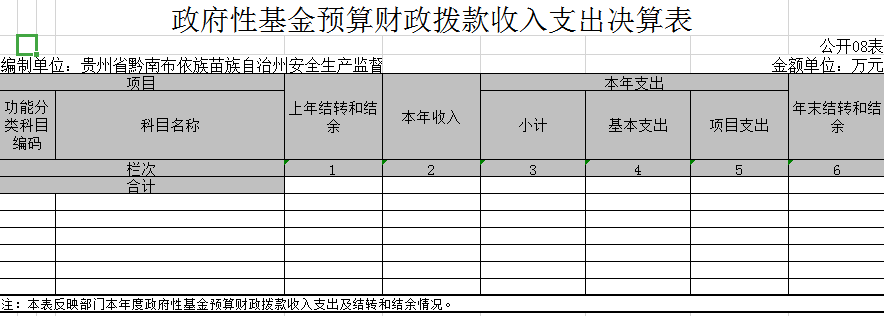 政府性基金预算财政拨款收入支出决算表
公开08表
编制单位：贵州省黔南布依族苗族自治州安全生产监督
金额单位：万元
项目
上年结转和结余
本年收入
本年支出
年末结转和结余
功能分类科目编码
科目名称
小计
基本支出
项目支出
栏次
1
2
3
4
5
6
合计
注：本表反映部门本年度政府性基金预算财政拨款收入支出及结转和结余情况。